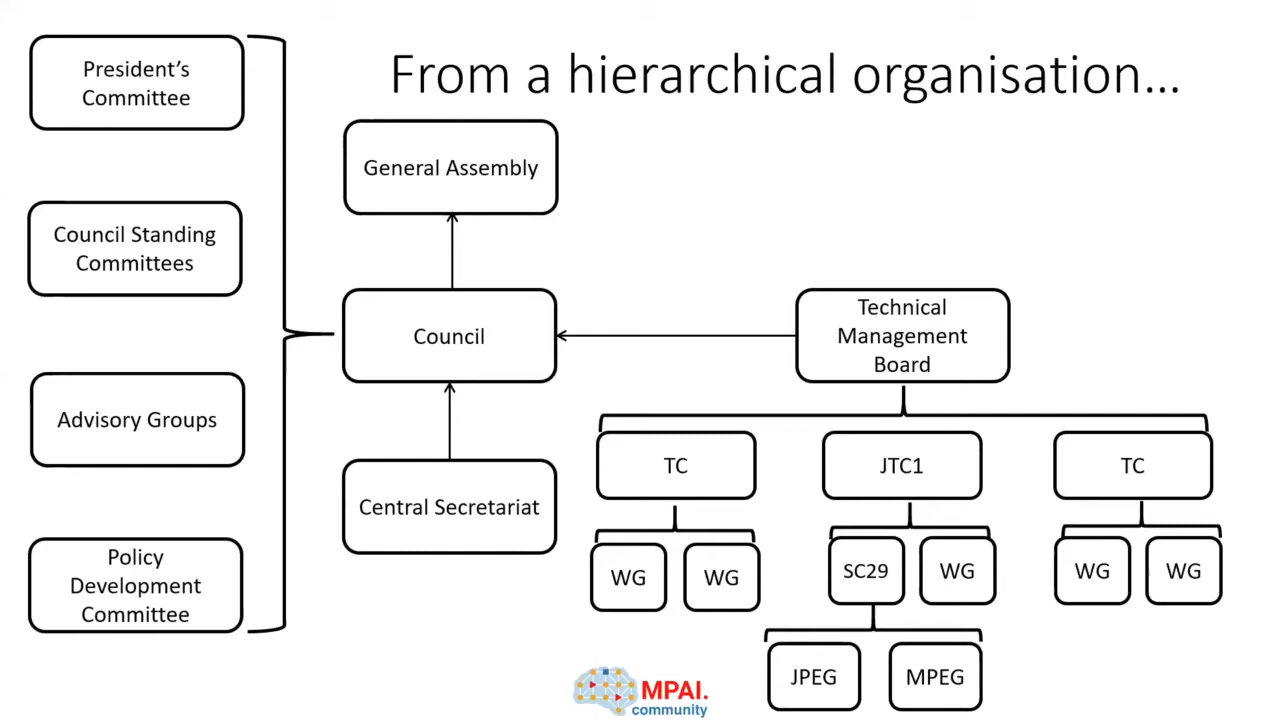 From a hierarchical organisation...
President's
Committee
General Assembly
Council Standing
Committees
Council
Technical
Management
Board
Advisory Groups
Central Secretariat
Policy
Development
Committee
TC
JTC1
TC
WG
WG
SC29
WG
WG
WG
JPEG
MPEG
MPAI.
community